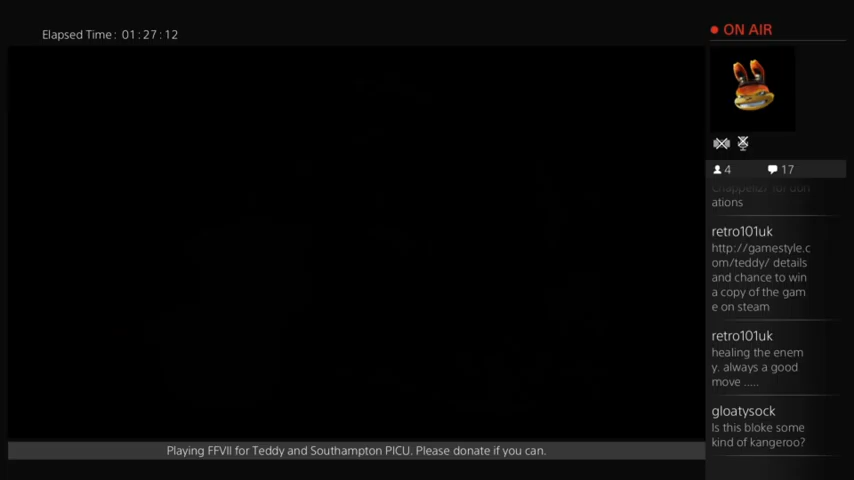 Elapsed Time: 01:27:12
ON AIR
4
17
ations
retro101uk
http://gamestyle.c
om/teddy/ details
and chance to win
a copy of the gam
e on steam
retro101uk
healing the enem
y. always a good
move .....
gloatysock
Is this bloke some
kind of kangeroo?
Playing FFVII for Teddy and Southampton PICU. Please donate if you can.